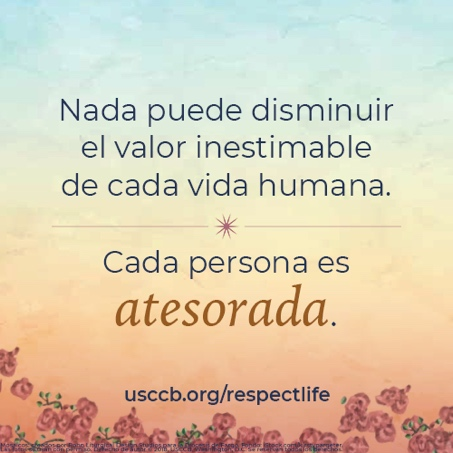 Nada puede disminuir
el valor inestimable
de cada vida humana.
Cada persona es
atesorada.
usccb.org/respectlife